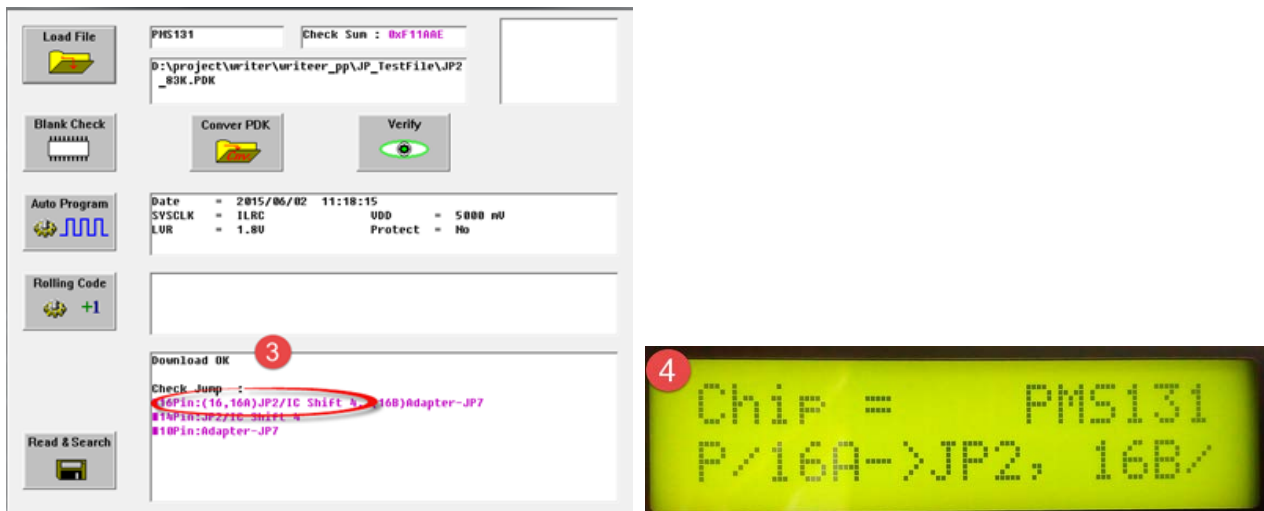 Load File
PMS131
Check Sum : 0xF11AAE
D:\project\writer\writeer_pp\JP_TestFile\JP2
_83K.PDK
Blank Check
Conver PDK
Verify
Auto Program
Date = 2015/06/02 11:18:15
SYSCLK = ILRC VDD = 5000 mV
LVR = 1.8V Protect = No
Rolling Code
+1
3
Download OK
Check Jump :
16Pin:(16,16A)JP2/IC Shift 4, (16B)Adapter-JP7
14Pin:JP2/IC Shift 4
10Pin:Adapter-JP7
Read & Search
4
Chip = PMS131
P/16A->JP2, 16B/